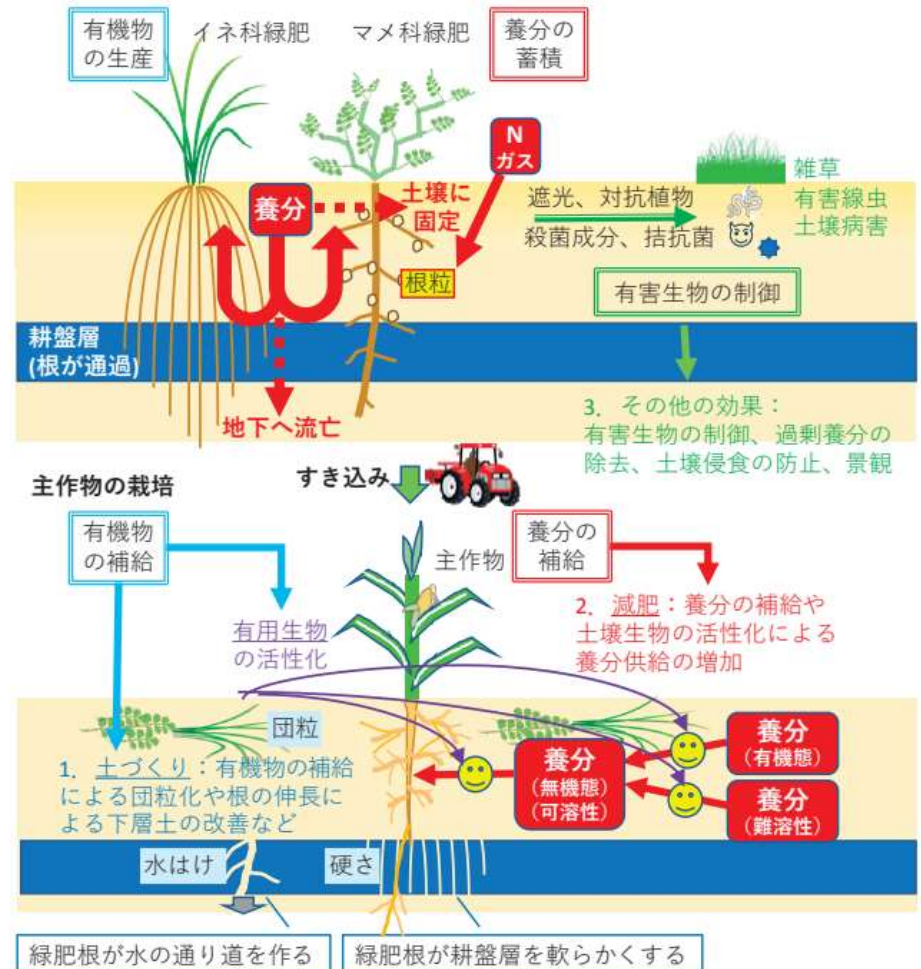 有機物
の生産
イネ科緑肥
マメ科緑肥
養分の
蓄積
N
ガス
養分
土壌に
固定
根粒
遮光、対抗植物
殺菌成分、拮抗菌
雑草
有害線虫
土壌病害
有害生物の制御
耕盤層
(根が通過)
地下へ流亡
3. その他の効果：
有害生物の制御、過剰養分の
除去、土壌侵食の防止、景観
すき込み
主作物の栽培
有機物
の補給
主作物
養分の
補給
有用生物
の活性化
2. 減肥：養分の補給や
土壌生物の活性化による
養分供給の増加
団粒
1. 土づくり：有機物の補給
による団粒化や根の伸長に
よる下層土の改善など
養分
（無機態）
（可溶性）
養分
（有機態）
養分
（難溶性）
水はけ
硬さ
緑肥根が水の通り道を作る
緑肥根が耕盤層を軟らかくする